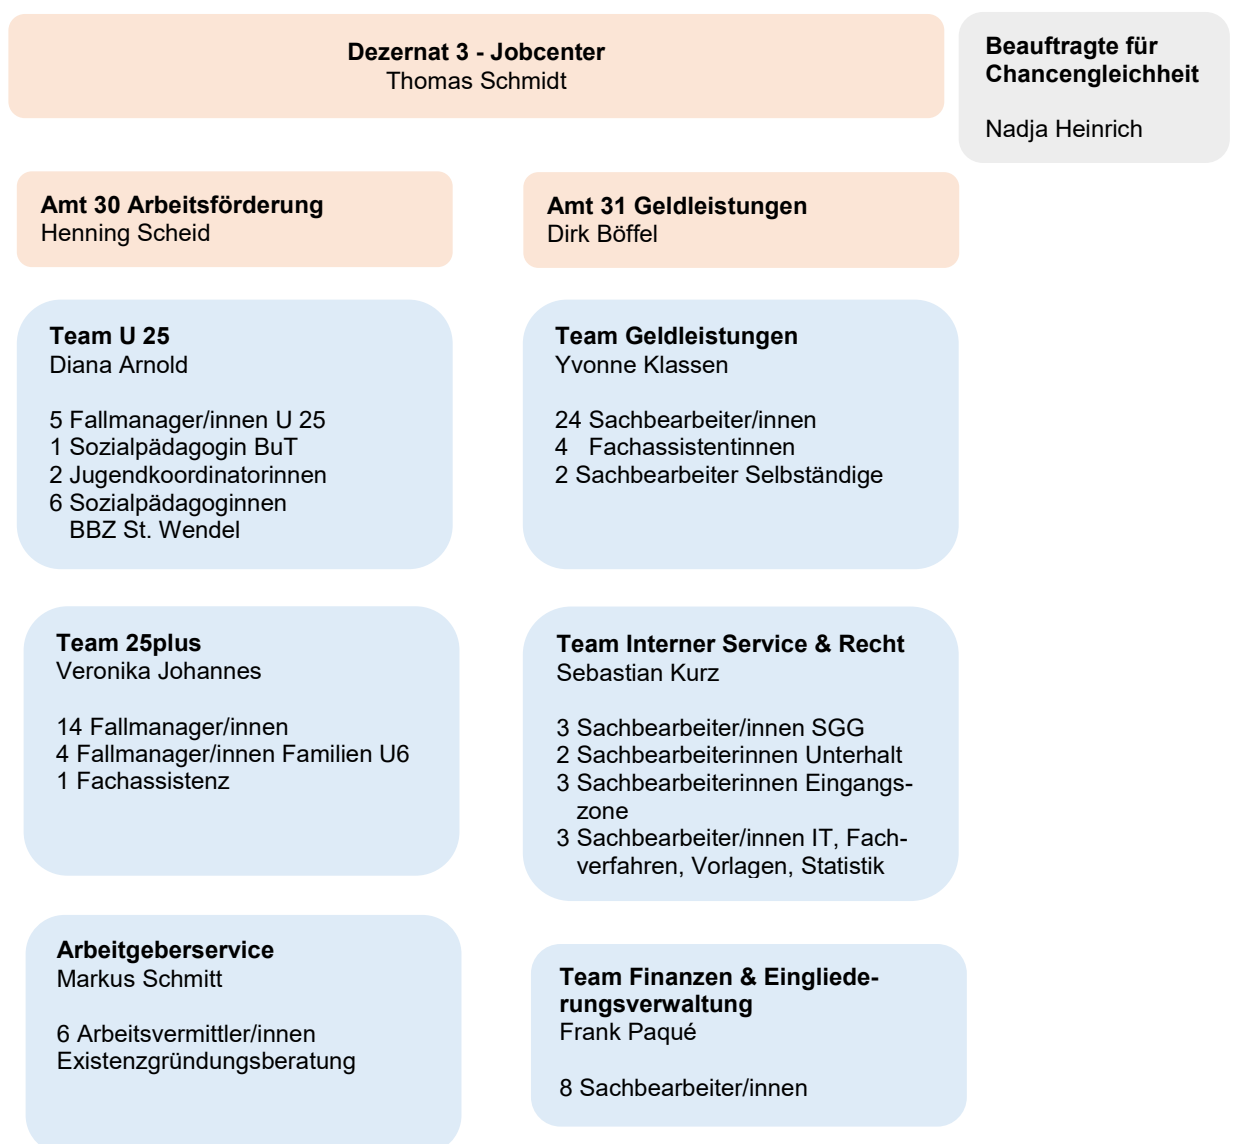 Dezernat 3 - Jobcenter
Thomas Schmidt
Beauftragte für
Chancengleichheit
Nadja Heinrich
Amt 30 Arbeitsförderung
Henning Scheid
Amt 31 Geldleistungen
Dirk Böffel
Team U 25
Diana Arnold
5 Fallmanager/innen U 25
1 Sozialpädagogin BuT
2 Jugendkoordinatorinnen
6 Sozialpädagoginnen
BBZ St. Wendel
Team Geldleistungen
Yvonne Klassen
24 Sachbearbeiter/innen
4 Fachassistentinnen
2 Sachbearbeiter Selbständige
Team 25plus
Veronika Johannes
14 Fallmanager/innen
4 Fallmanager/innen Familien U6
1 Fachassistenz
Team Interner Service & Recht
Sebastian Kurz
3 Sachbearbeiter/innen SGG
2 Sachbearbeiterinnen Unterhalt
3 Sachbearbeiterinnen Eingangs-
zone
3 Sachbearbeiter/innen IT, Fach-
verfahren, Vorlagen, Statistik
Arbeitgeberservice
Markus Schmitt
6 Arbeitsvermittler/innen
Existenzgründungsberatung
Team Finanzen & Einglied­e-
rungsverwaltung
Frank Paqué
8 Sachbearbeiter/innen